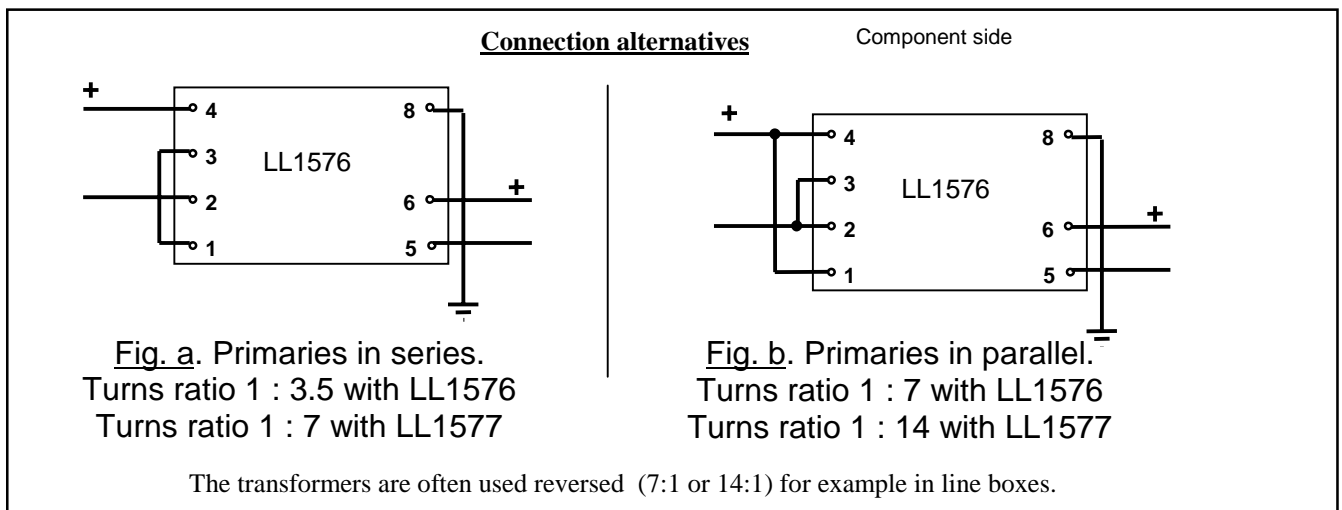 Connection alternatives
Component side
+
4
3
2
1
8
6
5
LL1576
+
Fig. a. Primaries in series.
Turns ratio 1 : 3.5 with LL1576
Turns ratio 1 : 7 with LL1577
+
4
3
2
1
8
6
5
LL1576
+
Fig. b. Primaries in parallel.
Turns ratio 1 : 7 with LL1576
Turns ratio 1 : 14 with LL1577
The transformers are often used reversed (7:1 or 14:1) for example in line boxes.